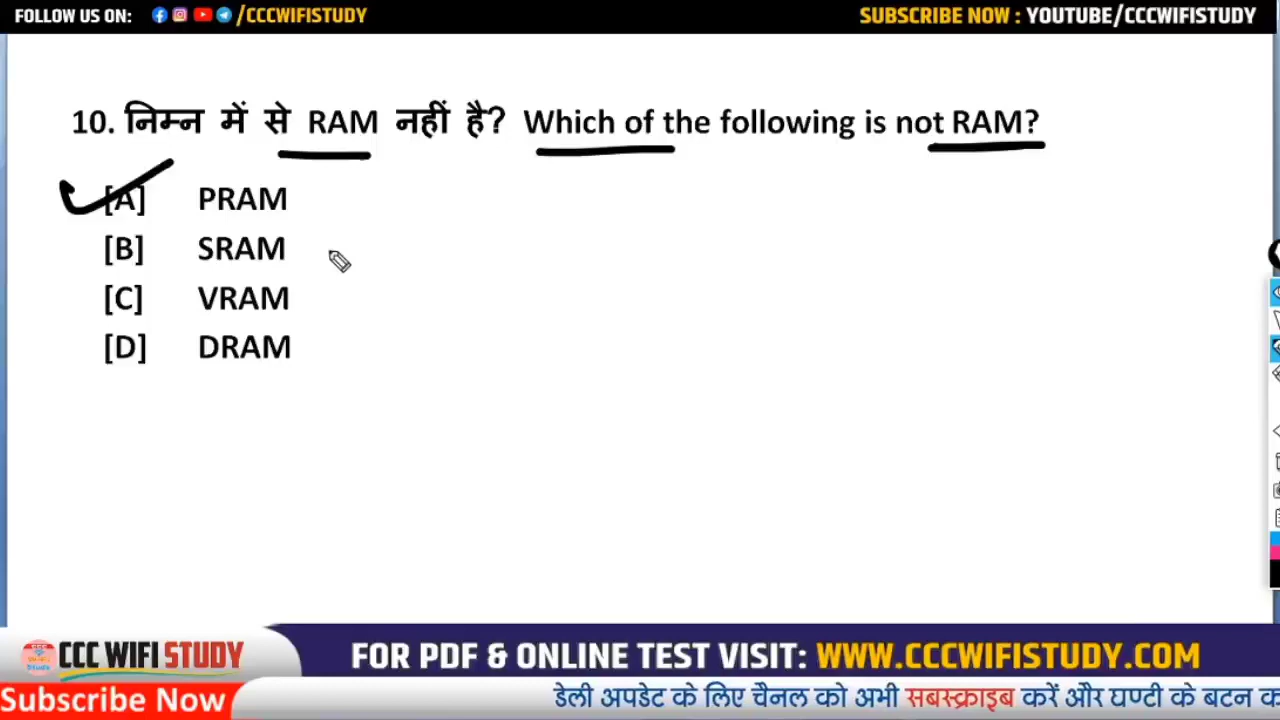 FOLLOW US ON: /CCCWIFISTUDY SUBSCRIBE NOW : YOUTUBE/CCCWIFISTUDY
10. निम्न में से RAM नहीं है? Which of the following is not RAM?
[A] PRAM
[B] SRAM
[C] VRAM
[D] DRAM
CCC WIFI STUDY FOR PDF & ONLINE TEST VISIT: WWW.CCCWIFISTUDY.COM
Subscribe Now डेली अपडेट के लिए चैनल को अभी सबस्क्राइब करें और घण्टी के बटन क